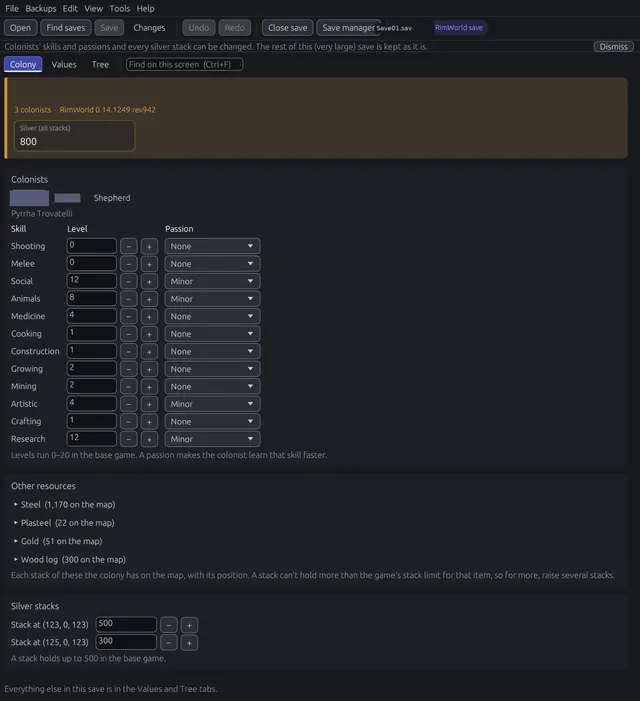 File Backups Edit View Tools Help
Open Find saves Save Changes Undo Redo Close save Save manager Save01.sav RimWorld save
Colonists' skills and passions and every silver stack can be changed. The rest of this (very large) save is kept as it is. Dismiss
Colony Values Tree Find on this screen (Ctrl+F)
3 colonists · RimWorld 0.14.1249 rev942
Silver (all stacks)
800
Colonists
Shepherd
Pyrrha Trovatelli
Skill Level Passion
Shooting 0 − + None
Melee 0 − + None
Social 12 − + Minor
Animals 8 − + Minor
Medicine 4 − + None
Cooking 1 − + None
Construction 1 − + None
Growing 2 − + None
Mining 2 − + None
Artistic 4 − + Minor
Crafting 1 − + None
Research 12 − + Minor
Levels run 0–20 in the base game. A passion makes the colonist learn that skill faster.
Other resources
Steel (1,170 on the map)
Plasteel (22 on the map)
Gold (51 on the map)
Wood log (300 on the map)
Each stack of these the colony has on the map, with its position. A stack can't hold more than the game's stack limit for that item, so for more, raise several stacks.
Silver stacks
Stack at (123, 0, 123) 500 − +
Stack at (125, 0, 123) 300 − +
A stack holds up to 500 in the base game.
Everything else in this save is in the Values and Tree tabs.